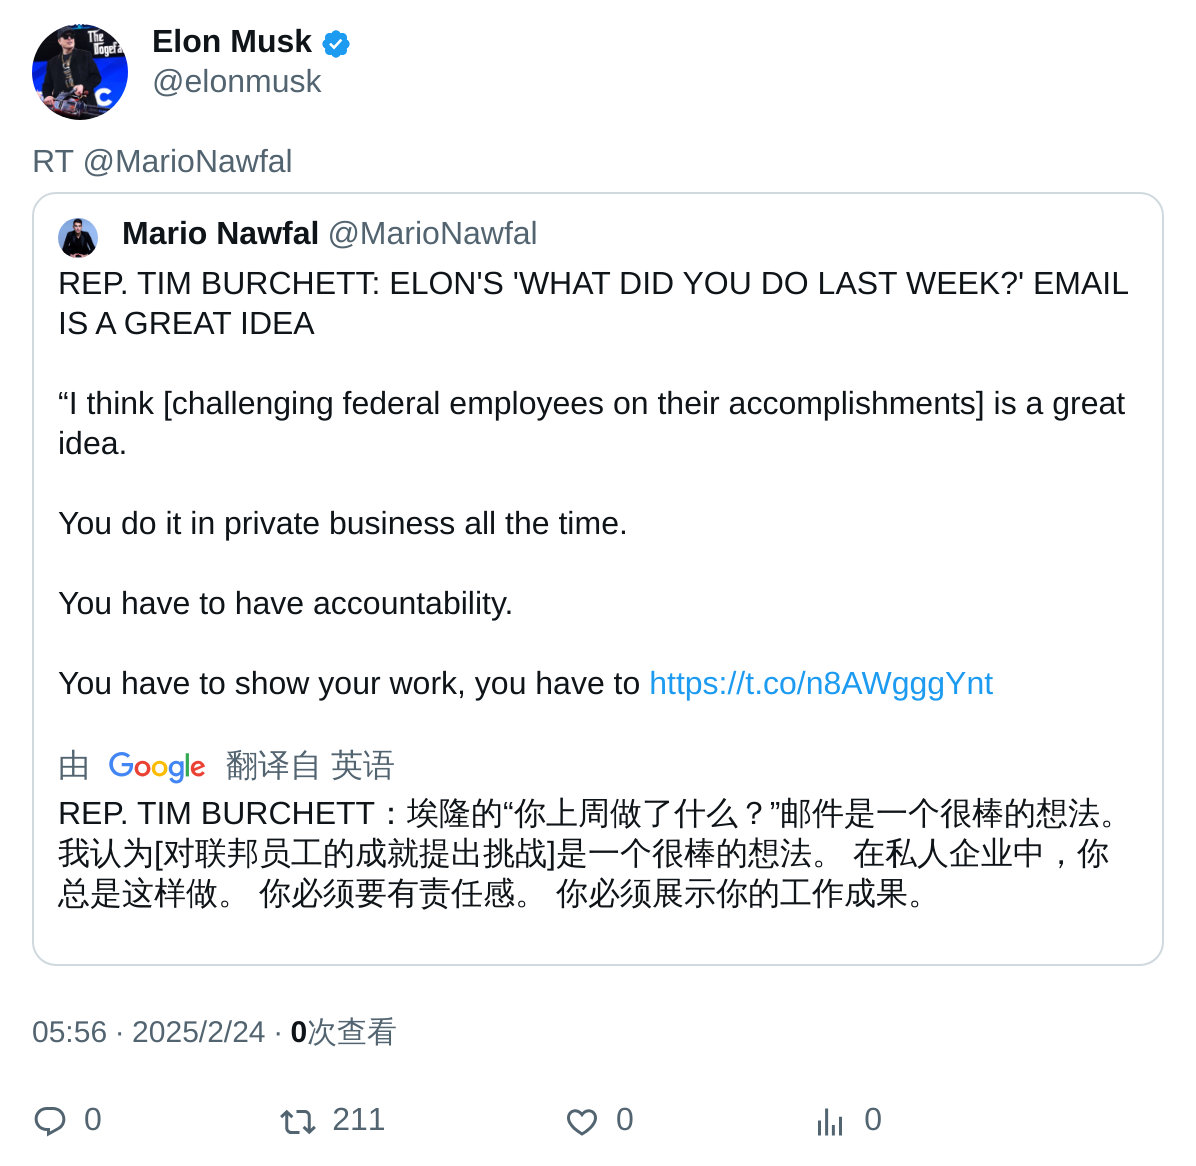 The
Dogefa
Elon Musk
@elonmusk
RT @MarioNawfal
Mario Nawfal @MarioNawfal
REP. TIM BURCHETT: ELON'S 'WHAT DID YOU DO LAST WEEK?' EMAIL
IS A GREAT IDEA
“I think [challenging federal employees on their accomplishments] is a great
idea.
You do it in private business all the time.
You have to have accountability.
You have to show your work, you have to https://t.co/n8AWgggYnt
由 Google 翻译自 英语
REP. TIM BURCHETT：埃隆的“你上周做了什么？”邮件是一个很棒的想法。
我认为[对联邦员工的成就提出挑战]是一个很棒的想法。 在私人企业中，你
总是这样做。 你必须要有责任感。 你必须展示你的工作成果。
05:56 · 2025/2/24 · 0次查看
0 211 0 0